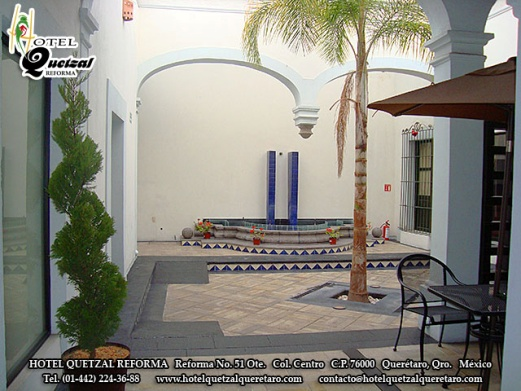 HOTEL
Quetzal
REFORMA
HOTEL QUETZAL REFORMA Reforma No. 51 Ote. Col. Centro C.P. 76000 Querétaro, Qro. México
Tel. (01-442) 224-36-88 www.hotelquetzalqueretaro.com contacto@hotelquetzalqueretaro.com